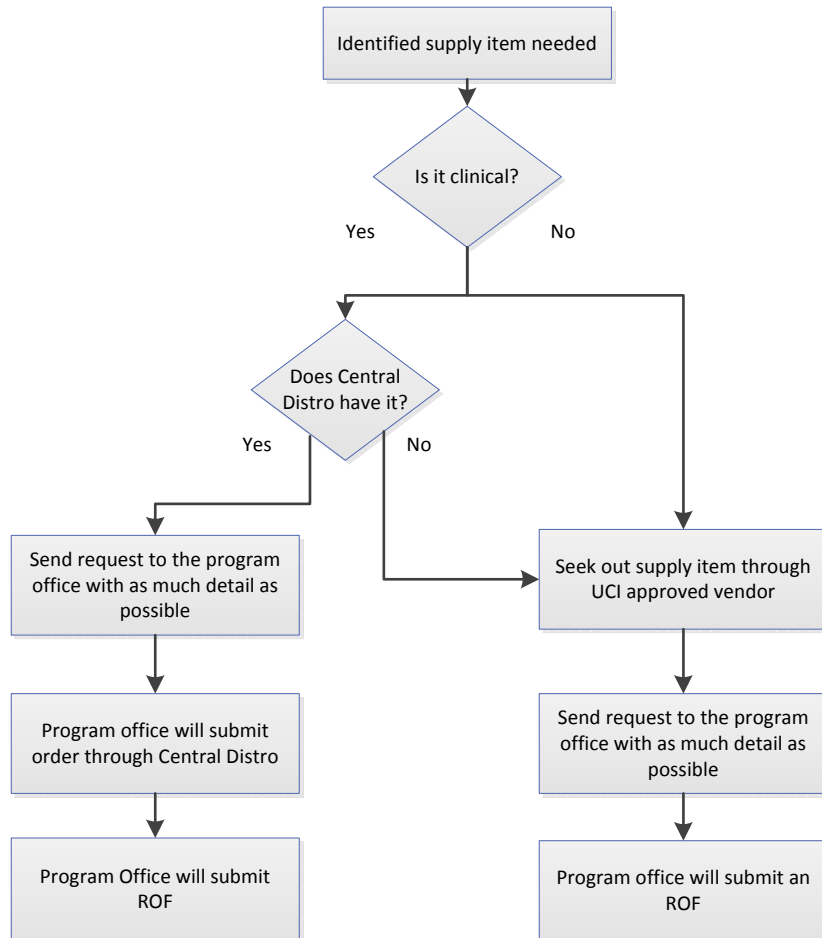 Identified supply item needed
Is it clinical?
Yes
No
Does Central
Distro have it?
Yes
No
Send request to the program
office with as much detail as
possible
Seek out supply item through
UCI approved vendor
Program office will submit
order through Central Distro
Send request to the program
office with as much detail as
possible
Program Office will submit
ROF
Program office will submit an
ROF